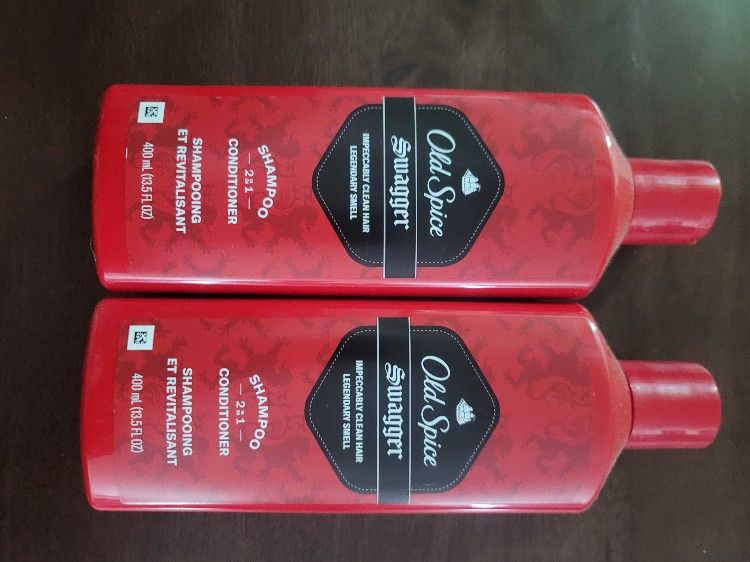 Old Spice
Swagger
IMPECCABLY CLEAN HAIR
LEGENDARY SMELL
SHAMPOO
2 IN 1
CONDITIONER
SHAMPOOING
ET REVITALISANT
400 mL (13.5 FL OZ)
Old Spice
Swagger
IMPECCABLY CLEAN HAIR
LEGENDARY SMELL
SHAMPOO
2 IN 1
CONDITIONER
SHAMPOOING
ET REVITALISANT
400 mL (13.5 FL OZ)